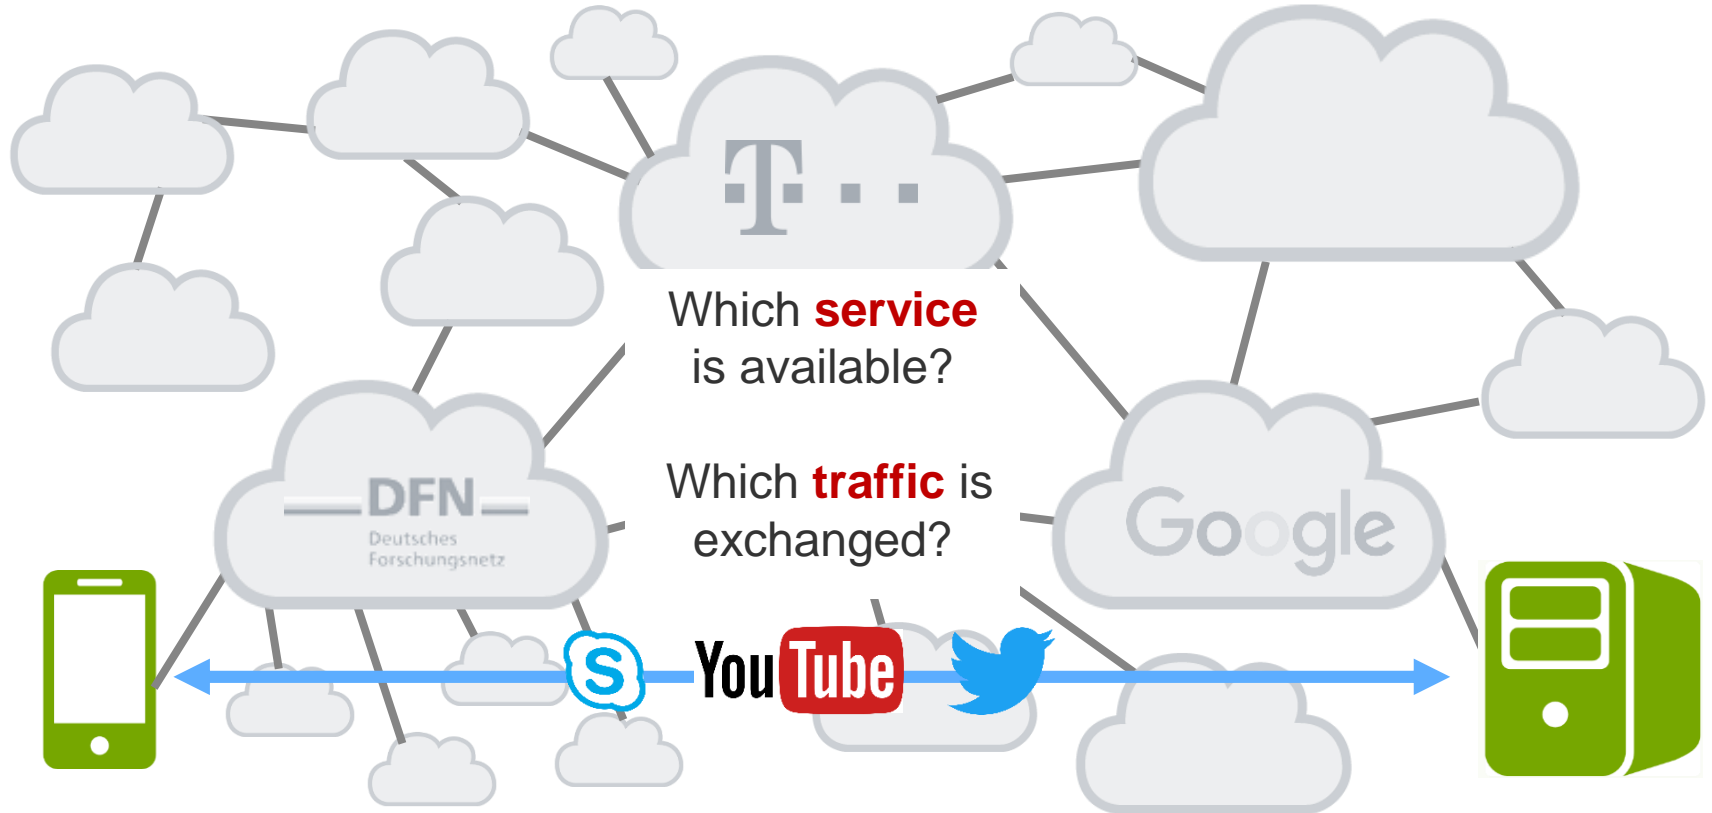 T
Which service
is available?
Which traffic is
exchanged?
DFN
Deutsches
Forschungsnetz
Google
S
YouTube